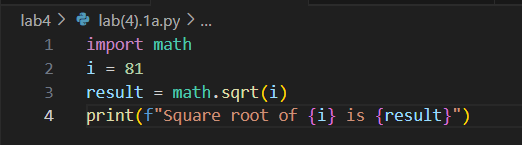 lab4 > lab(4).1a.py > ...
1 import math
2 i = 81
3 result = math.sqrt(i)
4 print(f"Square root of {i} is {result}")